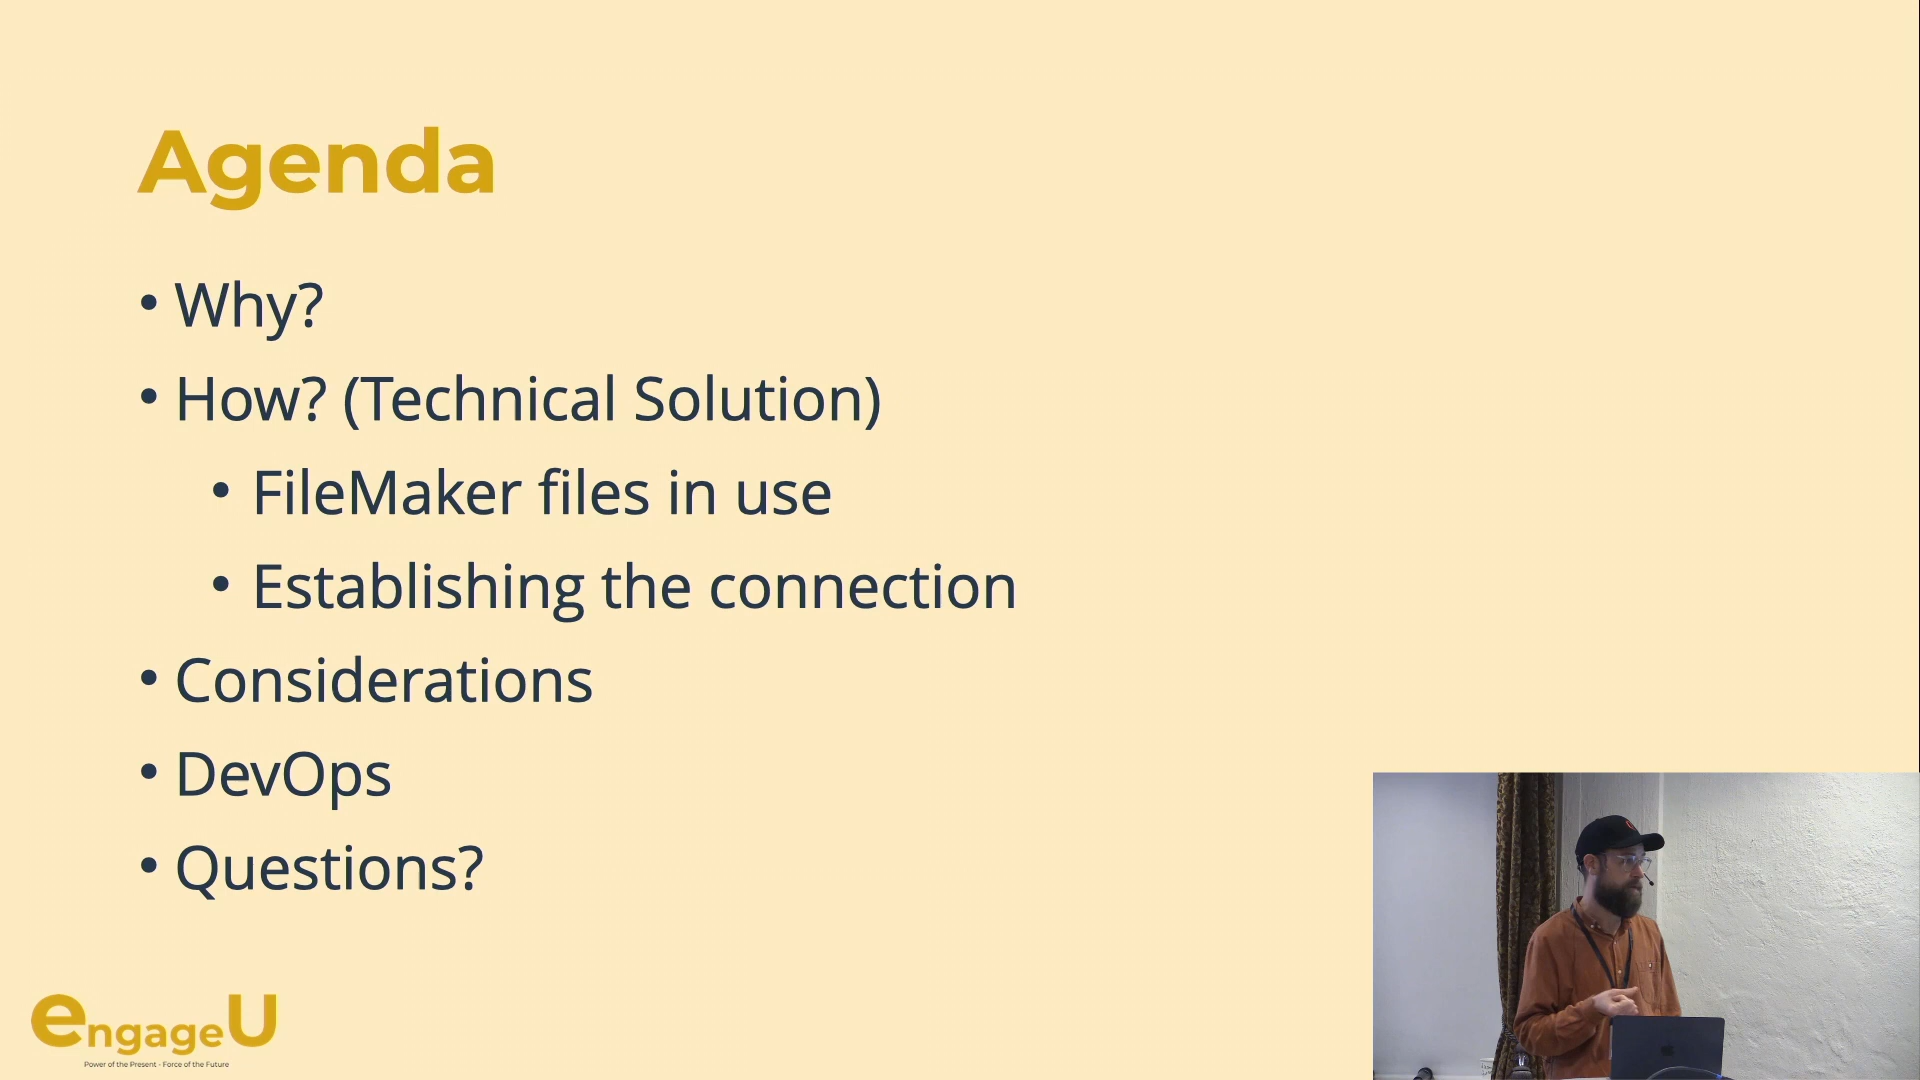 Agenda
• Why?
• How? (Technical Solution)
• FileMaker files in use
• Establishing the connection
• Considerations
• DevOps
• Questions?
engageU
Power of the Present - Force of the Future